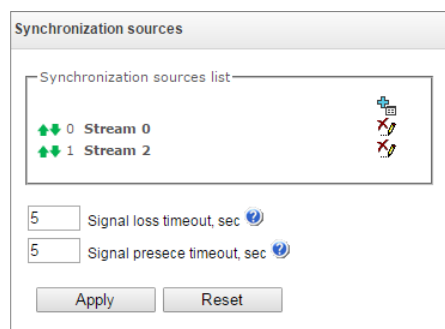 Synchronization sources
Synchronization sources list
0 Stream 0
1 Stream 2
5 Signal loss timeout, sec
5 Signal presece timeout, sec
Apply Reset